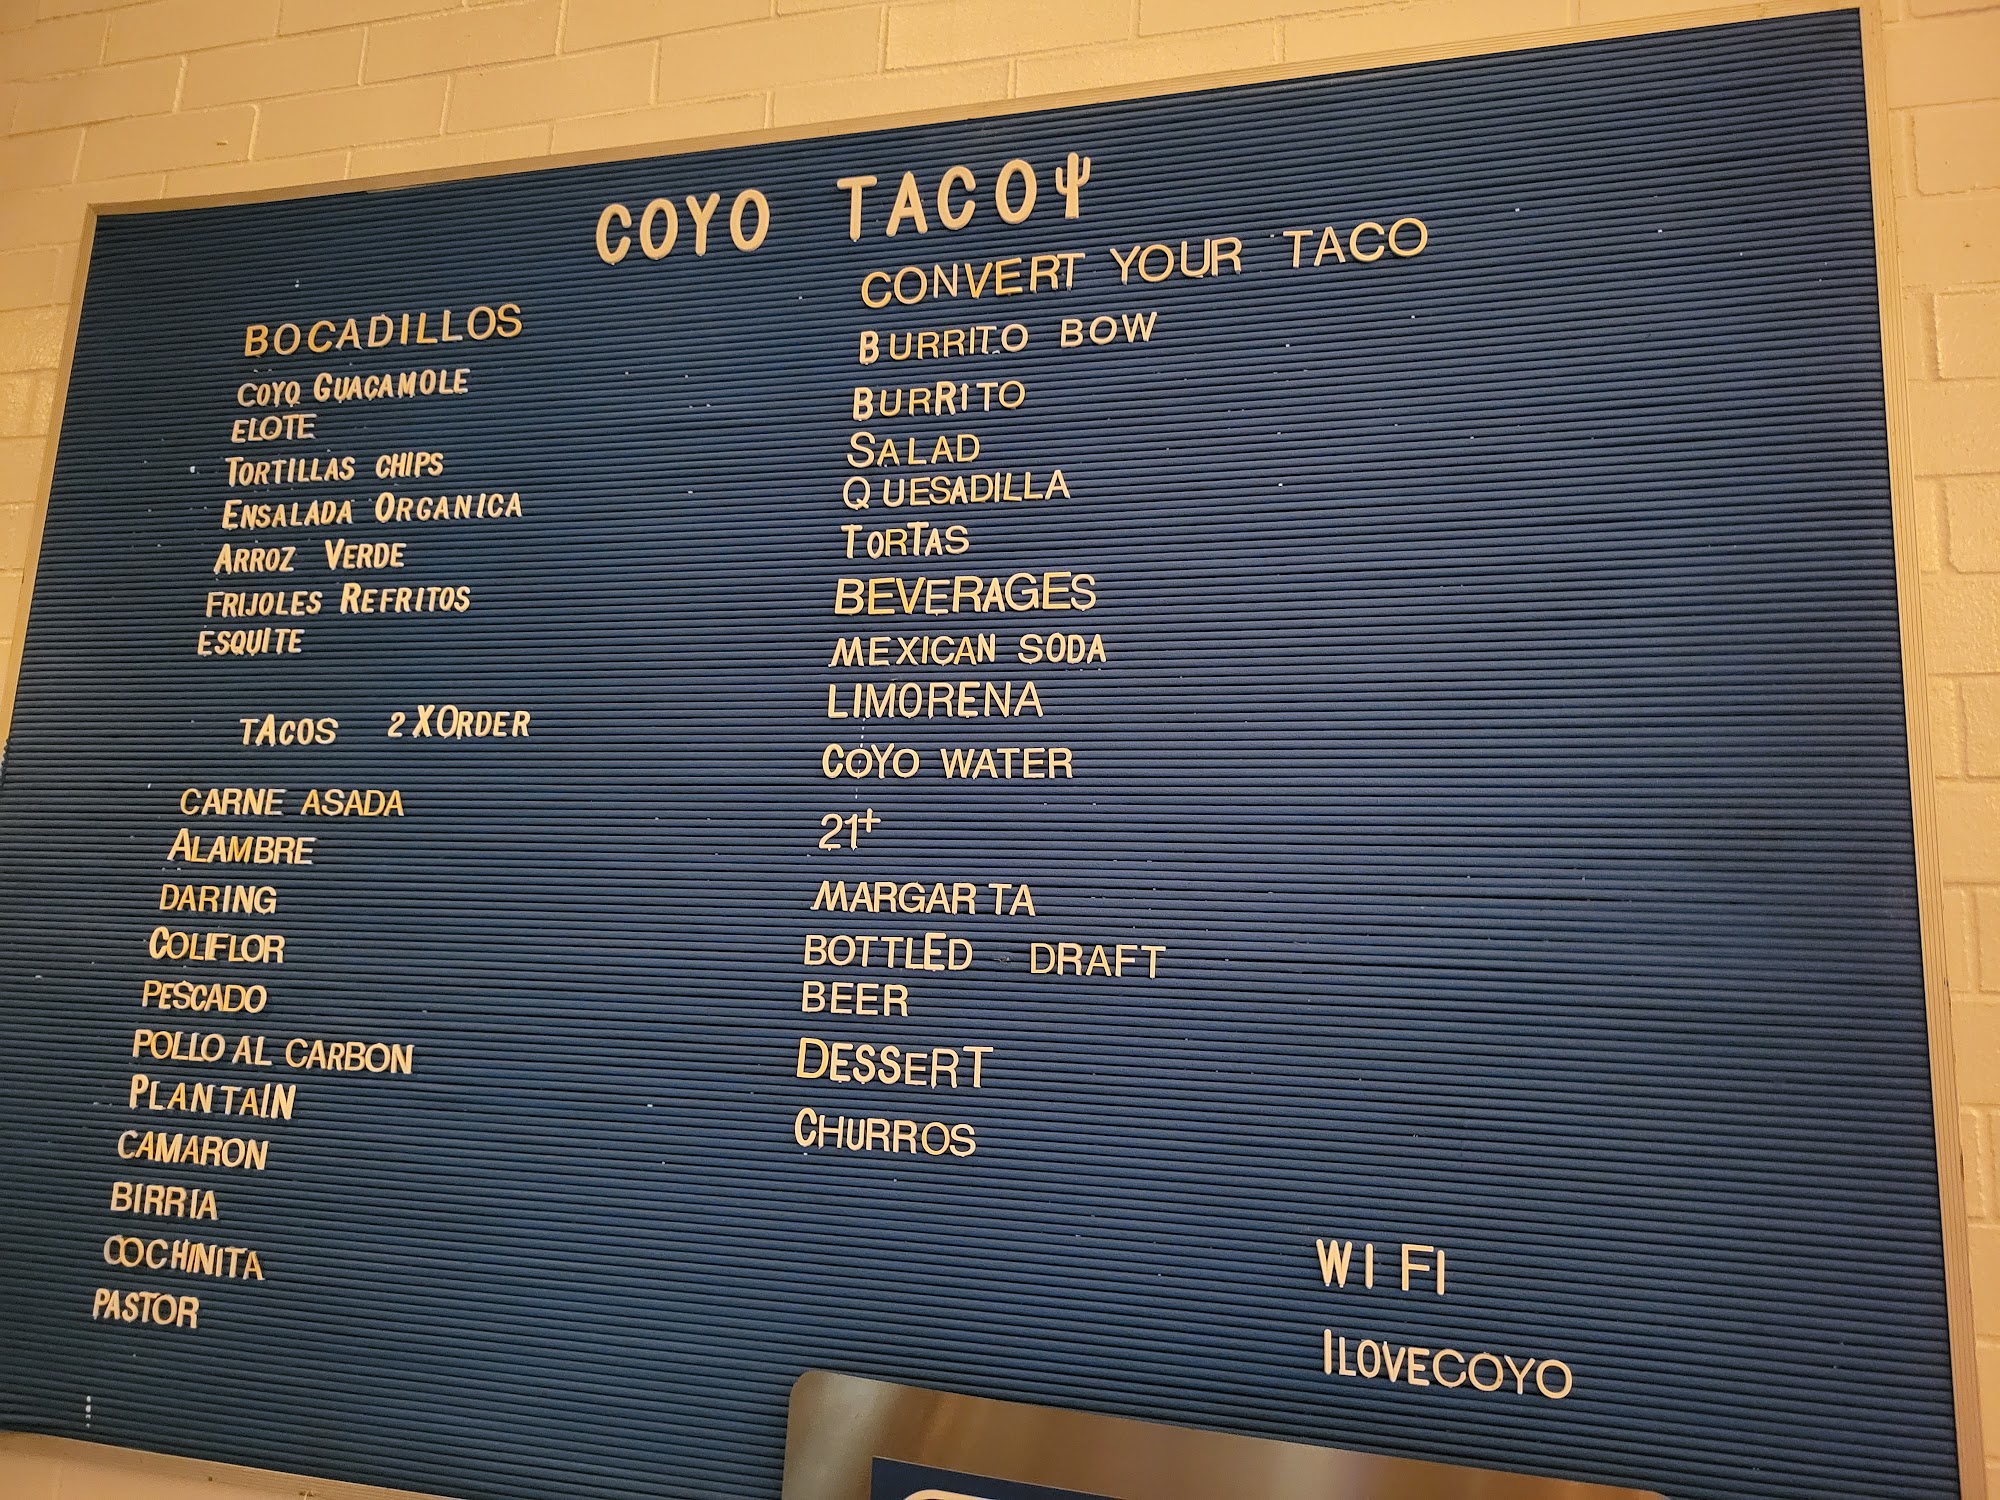 COYO TACO
BOCADILLOS
COYO GUACAMOLE
ELOTE
TORTILLAS CHIPS
ENSALADA ORGANICA
ARROZ VERDE
FRIJOLES REFRITOS
ESQUITE
TACOS 2 XORDER
CARNE ASADA
ALAMBRE
DARING
COLIFLOR
PESCADO
POLLO AL CARBON
PLANTAIN
CAMARON
BIRRIA
COCHINITA
PASTOR
CONVERT YOUR TACO
BURRITO BOW
BURRITO
SALAD
QUESADILLA
TORTAS
BEVERAGES
MEXICAN SODA
LIMORENA
COYO WATER
21+
MARGAR TA
BOTTLED - DRAFT
BEER
DESSERT
CHURROS
WI FI
ILOVECOYO